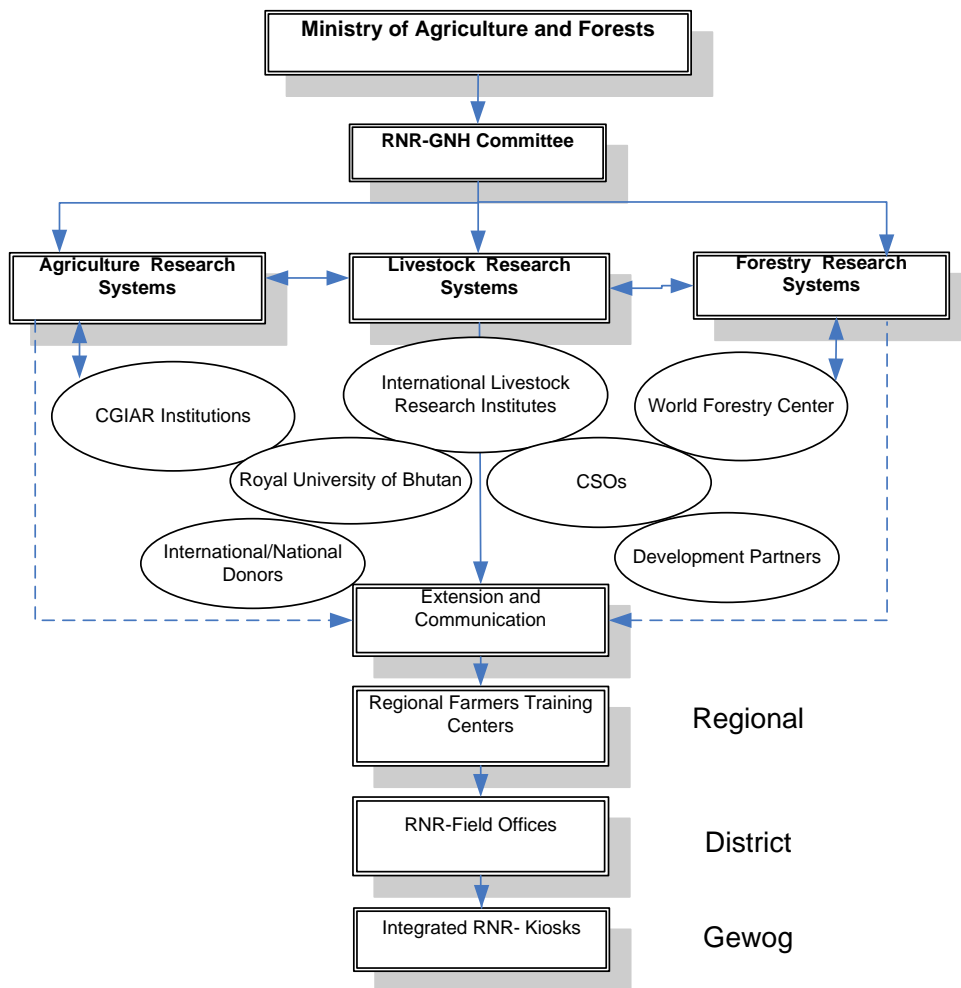 Ministry of Agriculture and Forests
RNR-GNH Committee
Agriculture Research
Systems
Livestock Research
Systems
Forestry Research
Systems
International Livestock
Research Institutes
CGIAR Institutions
World Forestry Center
Royal University of Bhutan
CSOs
International/National
Donors
Development Partners
Extension and
Communication
Regional Farmers Training
Centers
Regional
RNR-Field Offices
District
Integrated RNR- Kiosks
Gewog